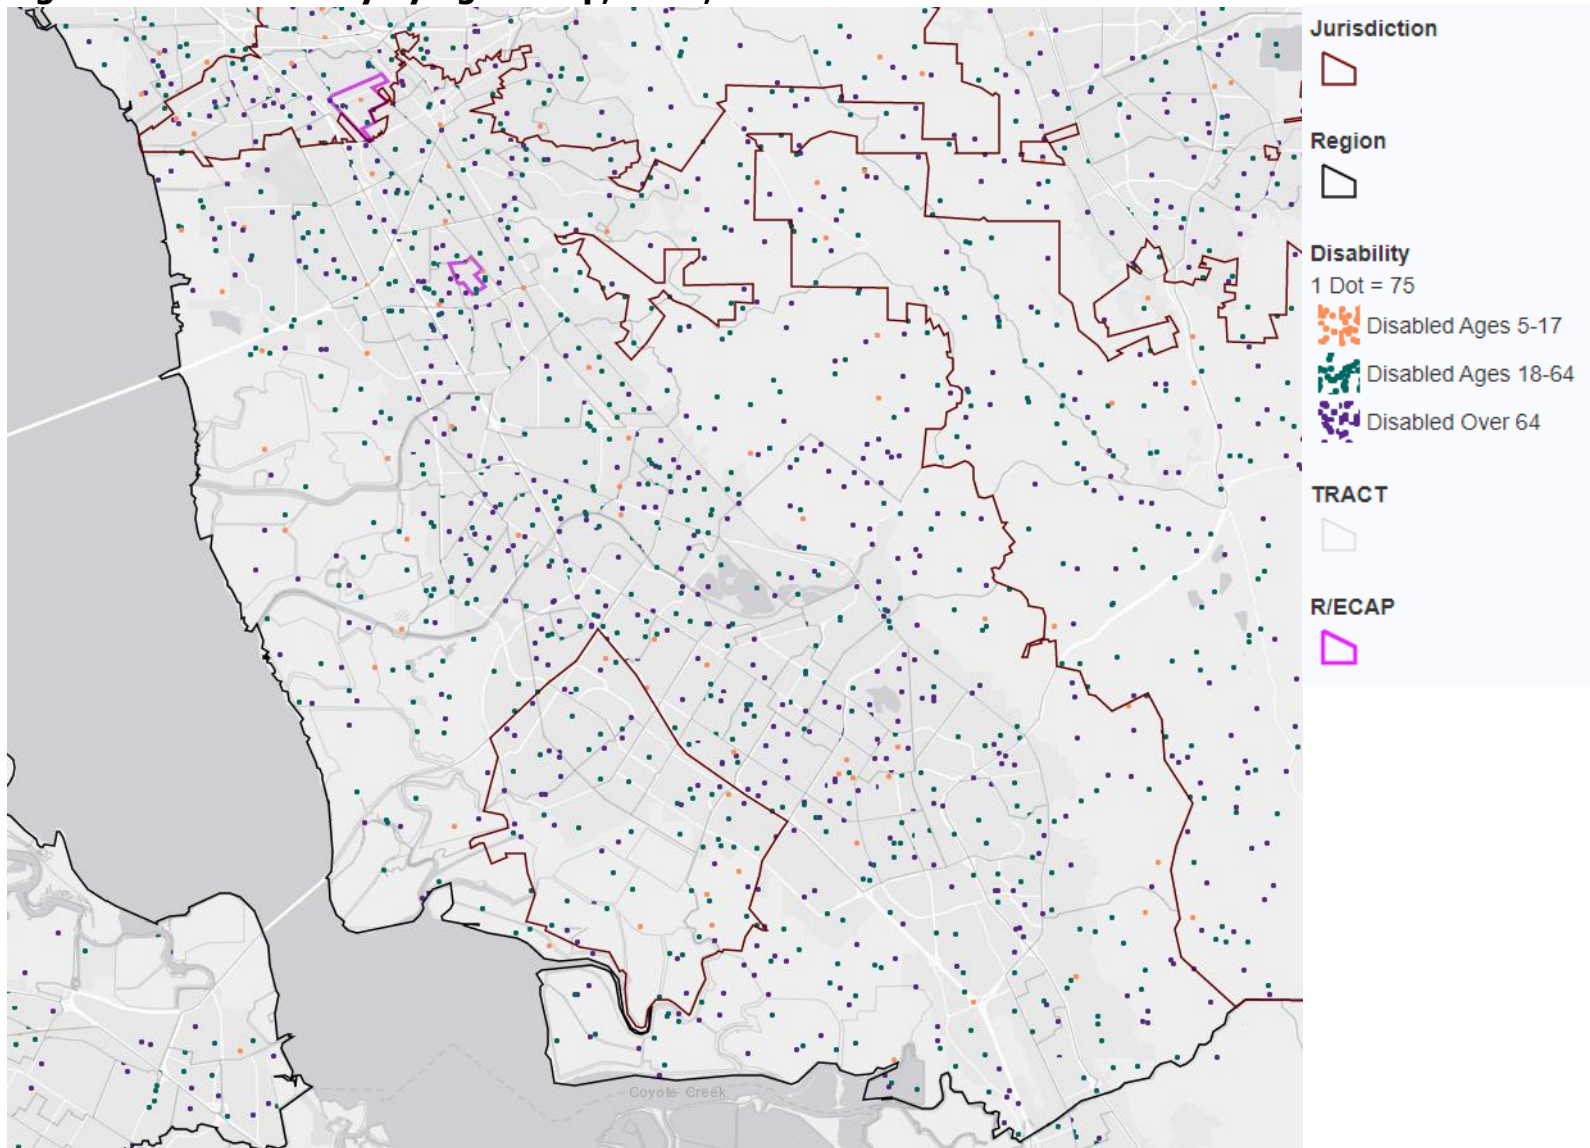 Jurisdiction
Region
Disability
1 Dot = 75
Disabled Ages 5-17
Disabled Ages 18-64
Disabled Over 64
TRACT
R/ECAP
Coyote Creek